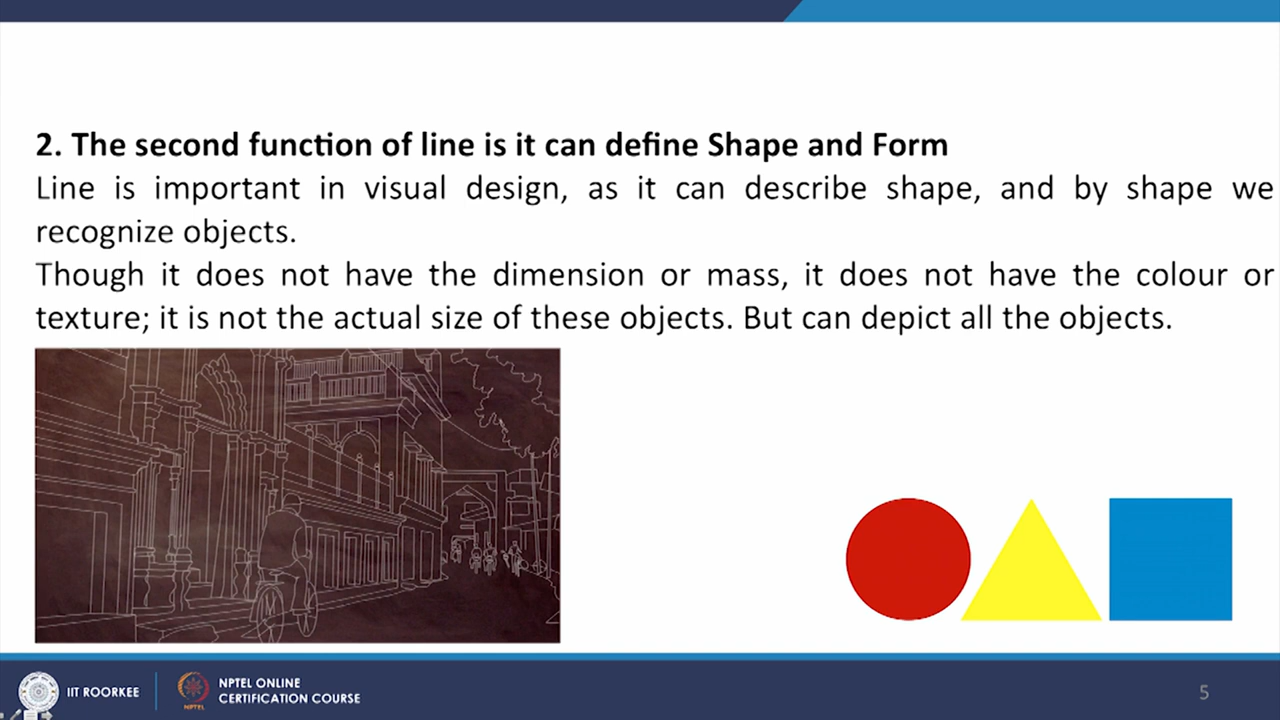 2. The second function of line is it can define Shape and Form
Line is important in visual design, as it can describe shape, and by shape we
recognize objects.
Though it does not have the dimension or mass, it does not have the colour or
texture; it is not the actual size of these objects. But can depict all the objects.
IIT ROORKEE
NPTEL
NPTEL ONLINE
CERTIFICATION COURSE
5